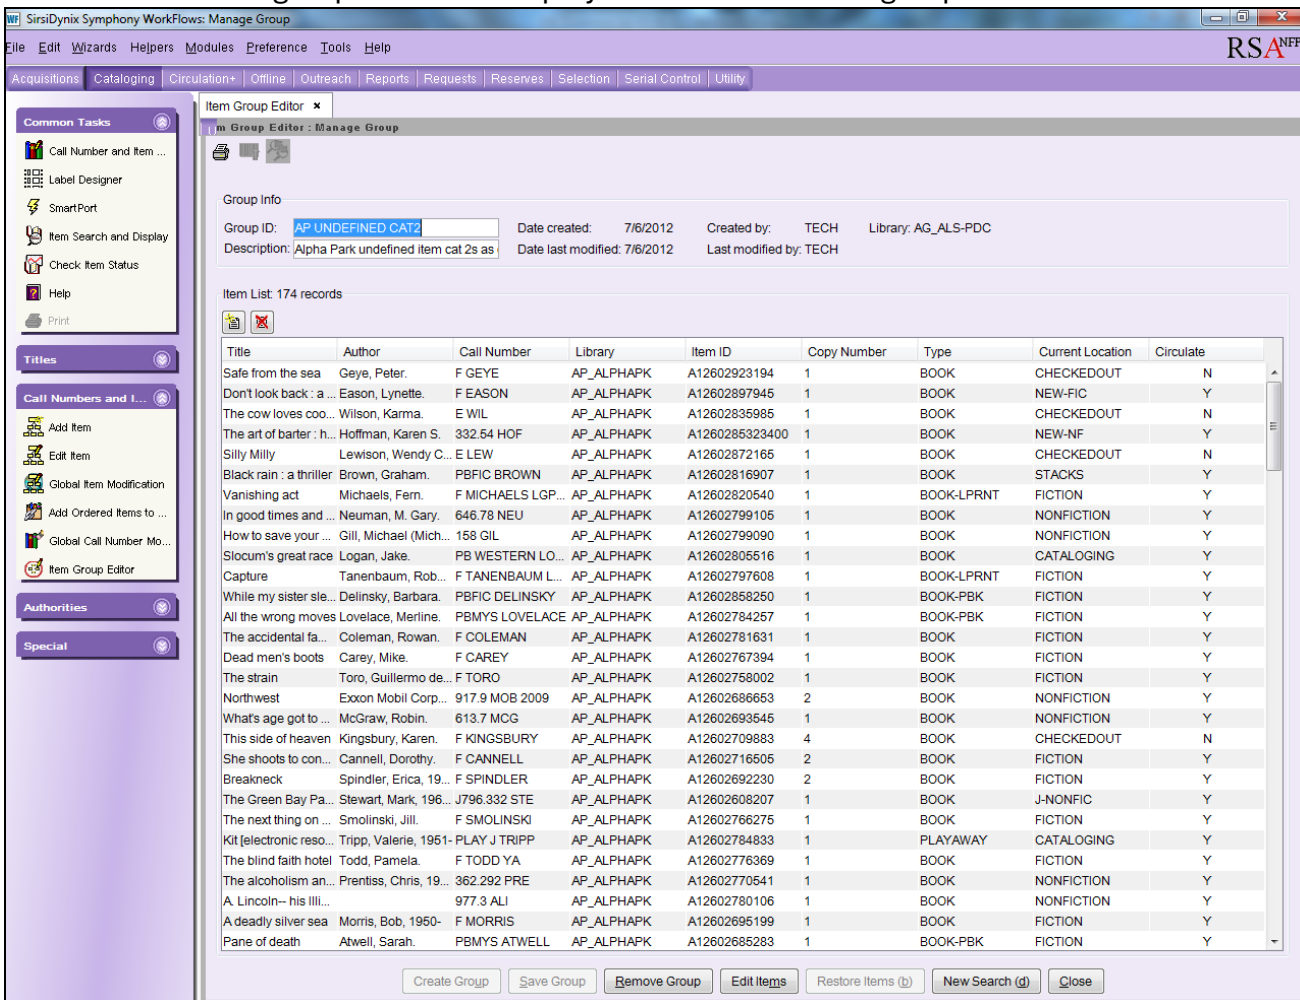 SirsiDynix Symphony WorkFlows: Manage Group
File Edit Wizards Helpers Modules Preference Tools Help
RSA NFP
Acquisitions Cataloging Circulation+ Offline Outreach Reports Requests Reserves Selection Serial Control Utility
Common Tasks
Call Number and Item ...
Label Designer
SmartPort
Item Search and Display
Check Item Status
Help
Print
Titles
Call Numbers and I...
Add Item
Edit Item
Global Item Modification
Add Ordered Items to ...
Global Call Number Mo...
Item Group Editor
Authorities
Special
Item Group Editor ×
m Group Editor : Manage Group
Group Info
Group ID: AP UNDEFINED CAT2 Date created: 7/6/2012 Created by: TECH Library: AG_ALS-PDC
Description: Alpha Park undefined item cat 2s as Date last modified: 7/6/2012 Last modified by: TECH
Item List: 174 records
Title Author Call Number Library Item ID Copy Number Type Current Location Circulate
Safe from the sea Geye, Peter. F GEYE AP_ALPHAPK A12602923194 1 BOOK CHECKEDOUT N
Don't look back : a ... Eason, Lynette. F EASON AP_ALPHAPK A12602897945 1 BOOK NEW-FIC Y
The cow loves coo... Wilson, Karma. E WIL AP_ALPHAPK A12602835985 1 BOOK CHECKEDOUT N
The art of barter : h... Hoffman, Karen S. 332.54 HOF AP_ALPHAPK A1260285323400 1 BOOK NEW-NF Y
Silly Milly Lewison, Wendy C... E LEW AP_ALPHAPK A12602872165 1 BOOK CHECKEDOUT N
Black rain : a thriller Brown, Graham. PBFIC BROWN AP_ALPHAPK A12602816907 1 BOOK STACKS Y
Vanishing act Michaels, Fern. F MICHAELS LGP... AP_ALPHAPK A12602820540 1 BOOK-LPRNT FICTION Y
In good times and ... Neuman, M. Gary. 646.78 NEU AP_ALPHAPK A12602799105 1 BOOK NONFICTION Y
How to save your ... Gill, Michael (Mich... 158 GIL AP_ALPHAPK A12602799090 1 BOOK NONFICTION Y
Slocum's great race Logan, Jake. PB WESTERN LO... AP_ALPHAPK A12602805516 1 BOOK CATALOGING Y
Capture Tanenbaum, Rob... F TANENBAUM L... AP_ALPHAPK A12602797608 1 BOOK-LPRNT FICTION Y
While my sister sle... Delinsky, Barbara. PBFIC DELINSKY AP_ALPHAPK A12602858250 1 BOOK-PBK FICTION Y
All the wrong moves Lovelace, Merline. PBMYS LOVELACE AP_ALPHAPK A12602784257 1 BOOK-PBK FICTION Y
The accidental fa... Coleman, Rowan. F COLEMAN AP_ALPHAPK A12602781631 1 BOOK FICTION Y
Dead men's boots Carey, Mike. F CAREY AP_ALPHAPK A12602767394 1 BOOK FICTION Y
The strain Toro, Guillermo de... F TORO AP_ALPHAPK A12602758002 1 BOOK FICTION Y
Northwest Exxon Mobil Corp... 917.9 MOB 2009 AP_ALPHAPK A12602686653 2 BOOK NONFICTION Y
What's age got to ... McGraw, Robin. 613.7 MCG AP_ALPHAPK A12602693545 1 BOOK NONFICTION Y
This side of heaven Kingsbury, Karen. F KINGSBURY AP_ALPHAPK A12602709883 4 BOOK CHECKEDOUT N
She shoots to con... Cannell, Dorothy. F CANNELL AP_ALPHAPK A12602716505 2 BOOK FICTION Y
Breakneck Spindler, Erica, 19... F SPINDLER AP_ALPHAPK A12602692230 2 BOOK FICTION Y
The Green Bay Pa... Stewart, Mark, 196... J796.332 STE AP_ALPHAPK A12602608207 1 BOOK J-NONFIC Y
The next thing on ... Smolinski, Jill. F SMOLINSKI AP_ALPHAPK A12602766275 1 BOOK FICTION Y
Kit [electronic reso... Tripp, Valerie, 1951- PLAY J TRIPP AP_ALPHAPK A12602784833 1 PLAYAWAY CATALOGING Y
The blind faith hotel Todd, Pamela. F TODD YA AP_ALPHAPK A12602776369 1 BOOK FICTION Y
The alcoholism an... Prentiss, Chris, 19... 362.292 PRE AP_ALPHAPK A12602770541 1 BOOK NONFICTION Y
A. Lincoln-- his Illi... 977.3 ALI AP_ALPHAPK A12602780106 1 BOOK NONFICTION Y
A deadly silver sea Morris, Bob, 1950- F MORRIS AP_ALPHAPK A12602695199 1 BOOK FICTION Y
Pane of death Atwell, Sarah. PBMYS ATWELL AP_ALPHAPK A12602685283 1 BOOK-PBK FICTION Y
Create Group Save Group Remove Group Edit Items Restore Items (b) New Search (d) Close